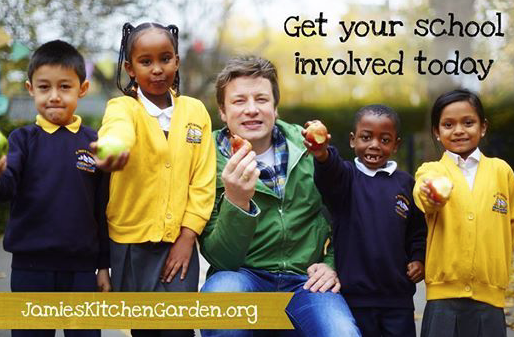 Get your school
involved today
JamiesKitchenGarden.org